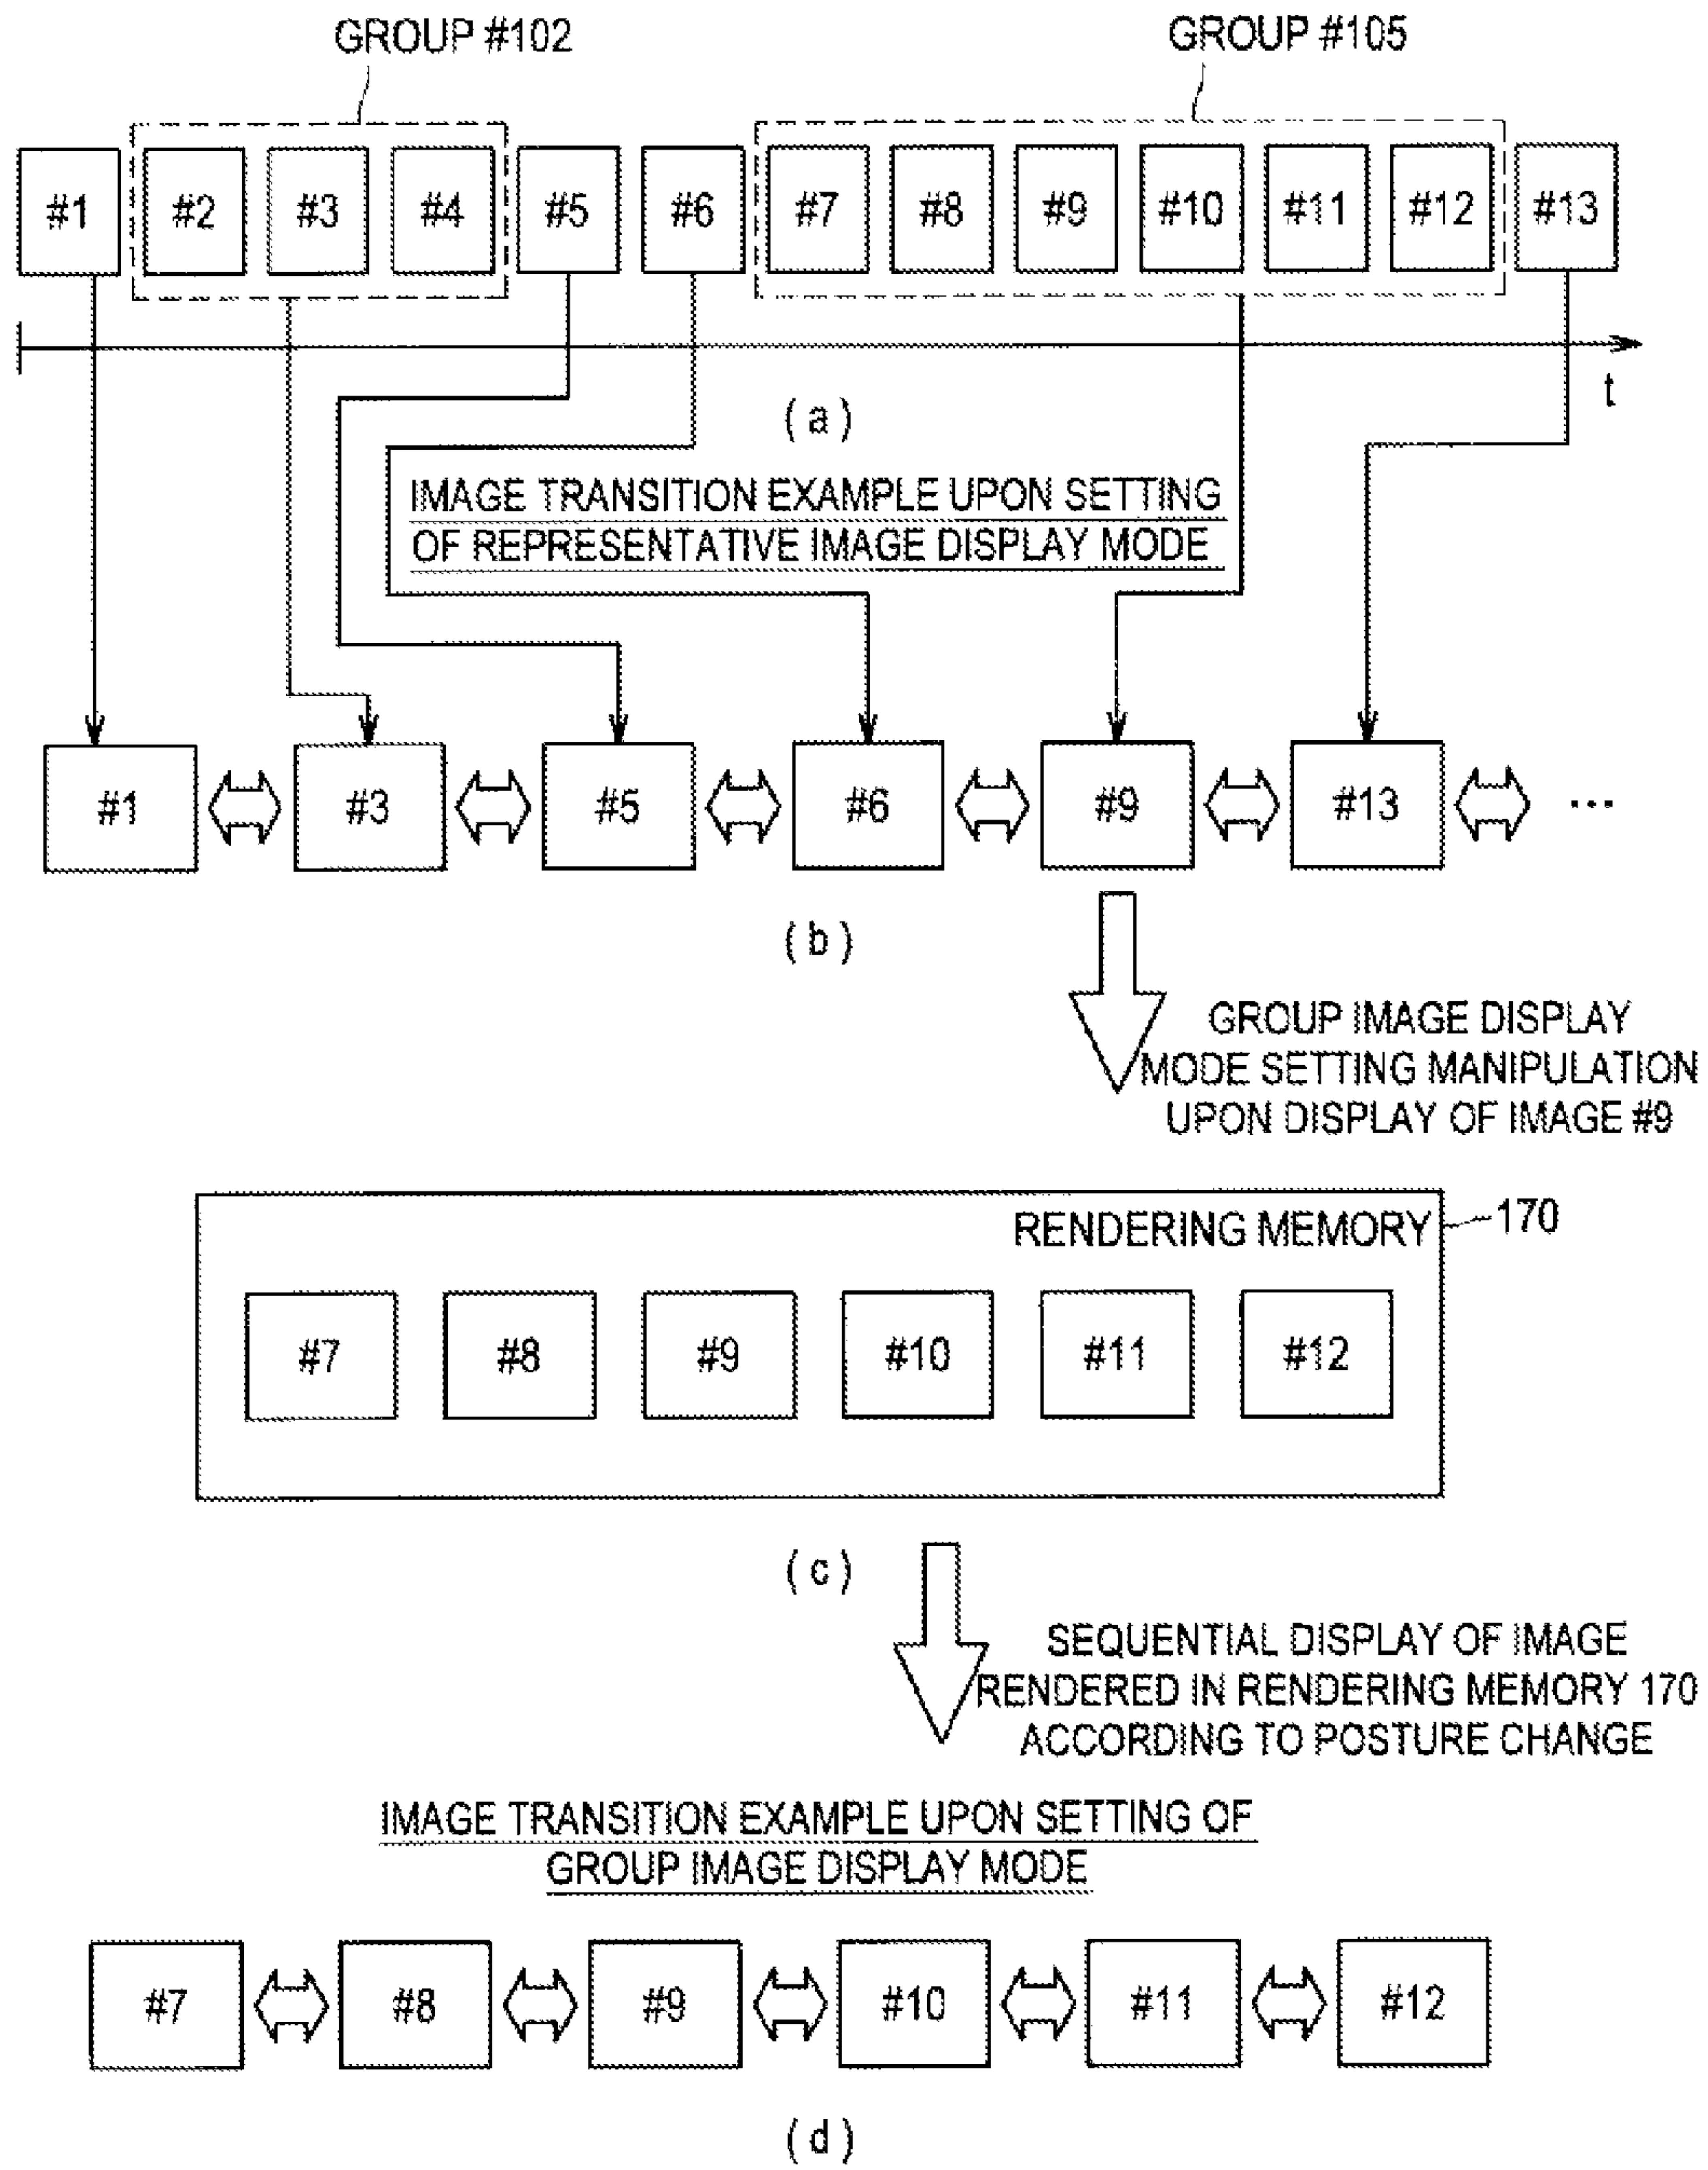 GROUP #102 GROUP #105
#1 #2 #3 #4 #5 #6 #7 #8 #9 #10 #11 #12 #13
t
( a )
IMAGE TRANSITION EXAMPLE UPON SETTING
OF REPRESENTATIVE IMAGE DISPLAY MODE
#1 #3 #5 #6 #9 #13 ...
( b )
GROUP IMAGE DISPLAY
MODE SETTING MANIPULATION
UPON DISPLAY OF IMAGE #9
RENDERING MEMORY 170
#7 #8 #9 #10 #11 #12
( c )
SEQUENTIAL DISPLAY OF IMAGE
RENDERED IN RENDERING MEMORY 170
ACCORDING TO POSTURE CHANGE
IMAGE TRANSITION EXAMPLE UPON SETTING OF
GROUP IMAGE DISPLAY MODE
#7 #8 #9 #10 #11 #12
( d )